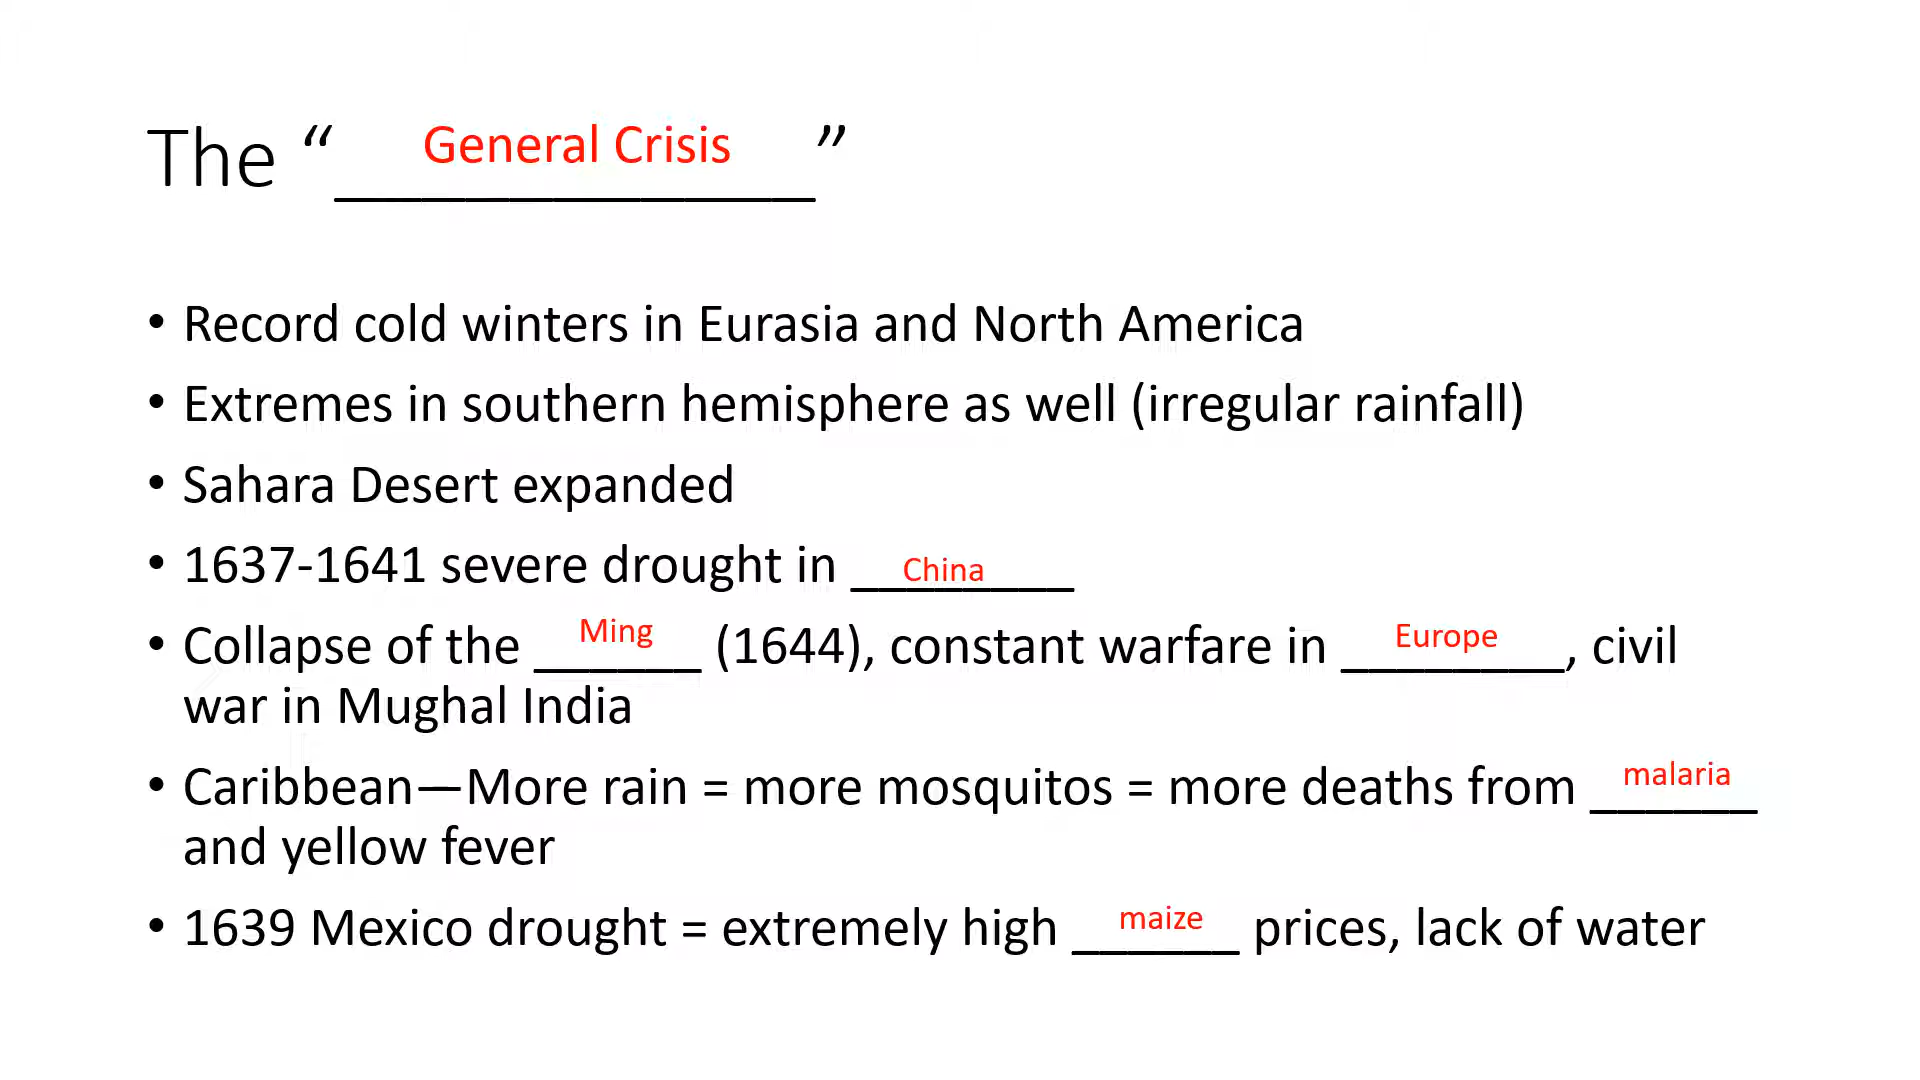 The “General Crisis”
• Record cold winters in Eurasia and North America
• Extremes in southern hemisphere as well (irregular rainfall)
• Sahara Desert expanded
• 1637-1641 severe drought in China
• Collapse of the Ming (1644), constant warfare in Europe, civil
war in Mughal India
• Caribbean—More rain = more mosquitos = more deaths from malaria
and yellow fever
• 1639 Mexico drought = extremely high maize prices, lack of water